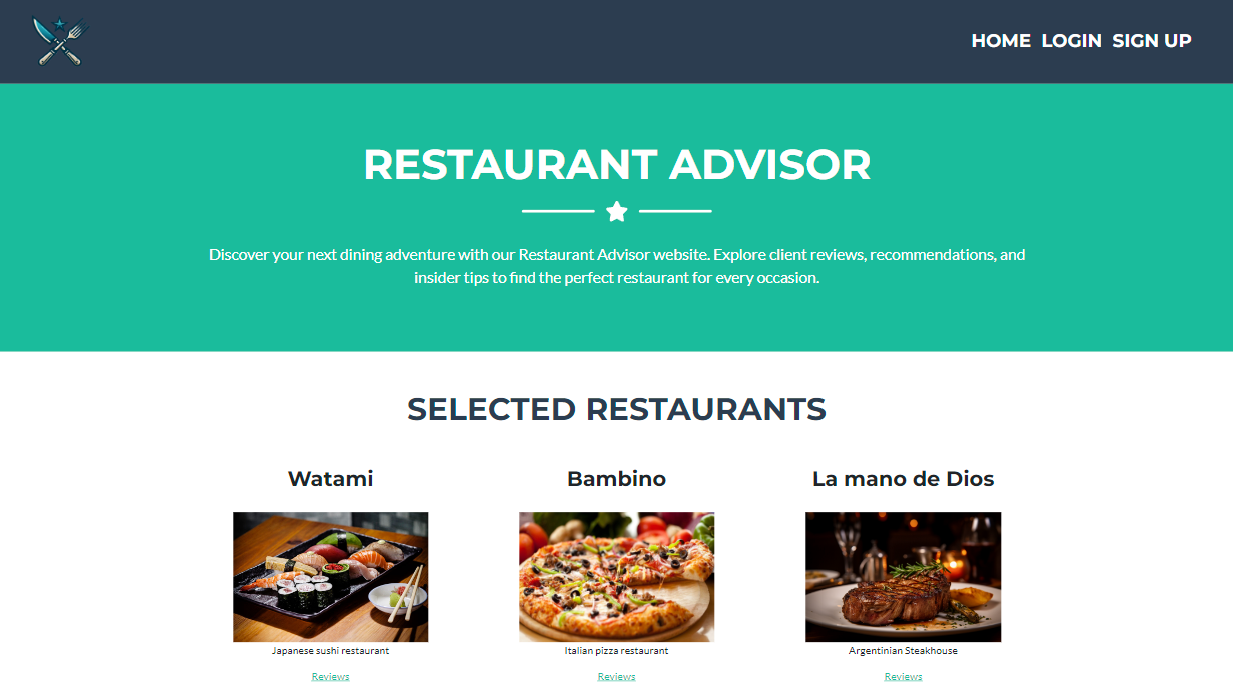 HOME LOGIN SIGN UP
RESTAURANT ADVISOR
Discover your next dining adventure with our Restaurant Advisor website. Explore client reviews, recommendations, and
insider tips to find the perfect restaurant for every occasion.
SELECTED RESTAURANTS
Watami
Bambino
La mano de Dios
Japanese sushi restaurant
Italian pizza restaurant
Argentinian Steakhouse
Reviews
Reviews
Reviews